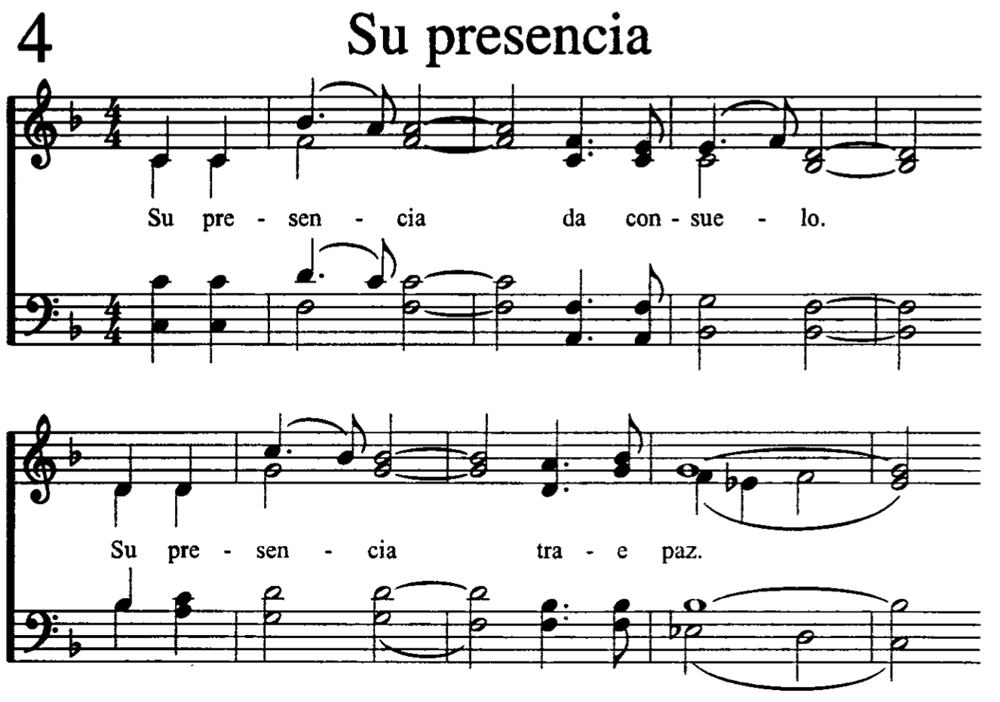 4 Su presencia
Su pre - sen - cia da con - sue - lo.
Su pre - sen - cia tra - e paz.